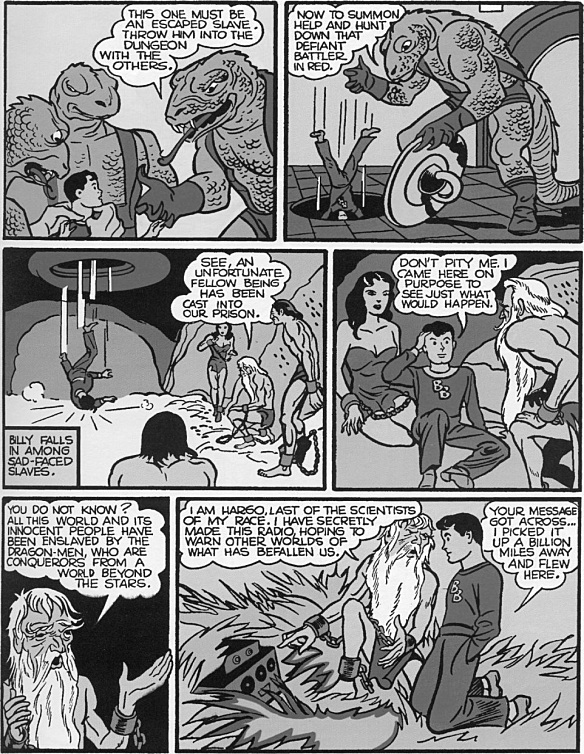 THIS ONE MUST BE
AN ESCAPED SLAVE.
THROW HIM INTO THE
DUNGEON
WITH THE
OTHERS.
NOW TO SUMMON
HELP AND HUNT
DOWN THAT
DEFIANT
BATTLER
IN RED.
SEE, AN
UNFORTUNATE
FELLOW BEING
HAS BEEN
CAST INTO
OUR PRISON.
BILLY FALLS
IN AMONG
SAD-FACED
SLAVES.
DON'T PITY ME. I
CAME HERE ON
PURPOSE TO
SEE JUST WHAT
WOULD HAPPEN.
BB
YOU DO NOT KNOW?
ALL THIS WORLD AND ITS
INNOCENT PEOPLE HAVE
BEEN ENSLAVED BY THE
DRAGON-MEN, WHO ARE
CONQUERORS FROM A
WORLD BEYOND
THE STARS.
I AM HARGO, LAST OF THE SCIENTISTS
OF MY RACE. I HAVE SECRETLY
MADE THIS RADIO, HOPING TO
WARN OTHER WORLDS OF
WHAT HAS BEFALLEN US.
YOUR MESSAGE
GOT ACROSS...
I PICKED IT
UP A BILLION
MILES AWAY
AND FLEW
HERE.
BB